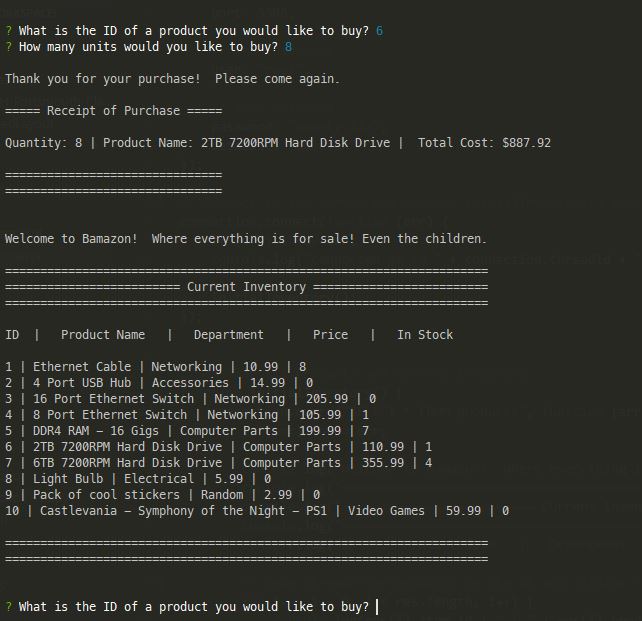 ? What is the ID of a product you would like to buy? 6
? How many units would you like to buy? 8
Thank you for your purchase!  Please come again.
===== Receipt of Purchase =====
Quantity: 8 | Product Name: 2TB 7200RPM Hard Disk Drive |  Total Cost: $887.92
===============================
===============================
Welcome to Bamazon!  Where everything is for sale! Even the children.
=====================================================================
========================= Current Inventory =========================
=====================================================================
ID  |   Product Name   |   Department   |   Price   |   In Stock
1 | Ethernet Cable | Networking | 10.99 | 8
2 | 4 Port USB Hub | Accessories | 14.99 | 0
3 | 16 Port Ethernet Switch | Networking | 205.99 | 0
4 | 8 Port Ethernet Switch | Networking | 105.99 | 1
5 | DDR4 RAM – 16 Gigs | Computer Parts | 199.99 | 7
6 | 2TB 7200RPM Hard Disk Drive | Computer Parts | 110.99 | 1
7 | 6TB 7200RPM Hard Disk Drive | Computer Parts | 355.99 | 4
8 | Light Bulb | Electrical | 5.99 | 0
9 | Pack of cool stickers | Random | 2.99 | 0
10 | Castlevania – Symphony of the Night – PS1 | Video Games | 59.99 | 0
=====================================================================
=====================================================================
? What is the ID of a product you would like to buy?